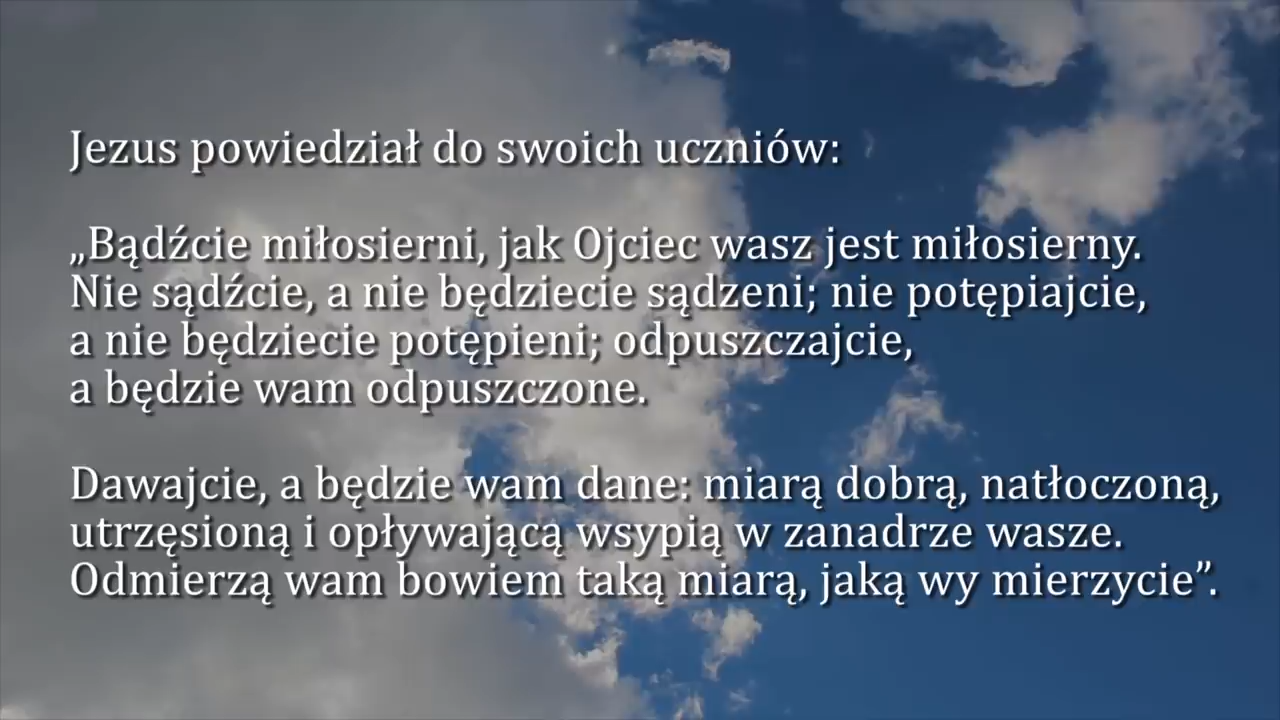 Jezus powiedział do swoich uczniów:
„Bądźcie miłosierni, jak Ojciec wasz jest miłosierny.
Nie sądźcie, a nie będziecie sądzeni; nie potępiajcie,
a nie będziecie potępieni; odpuszczajcie,
a będzie wam odpuszczone.
Dawajcie, a będzie wam dane: miarą dobrą, natłoczoną,
utrzęsioną i opływającą wsypią w zanadrze wasze.
Odmierzą wam bowiem taką miarą, jaką wy mierzycie”.